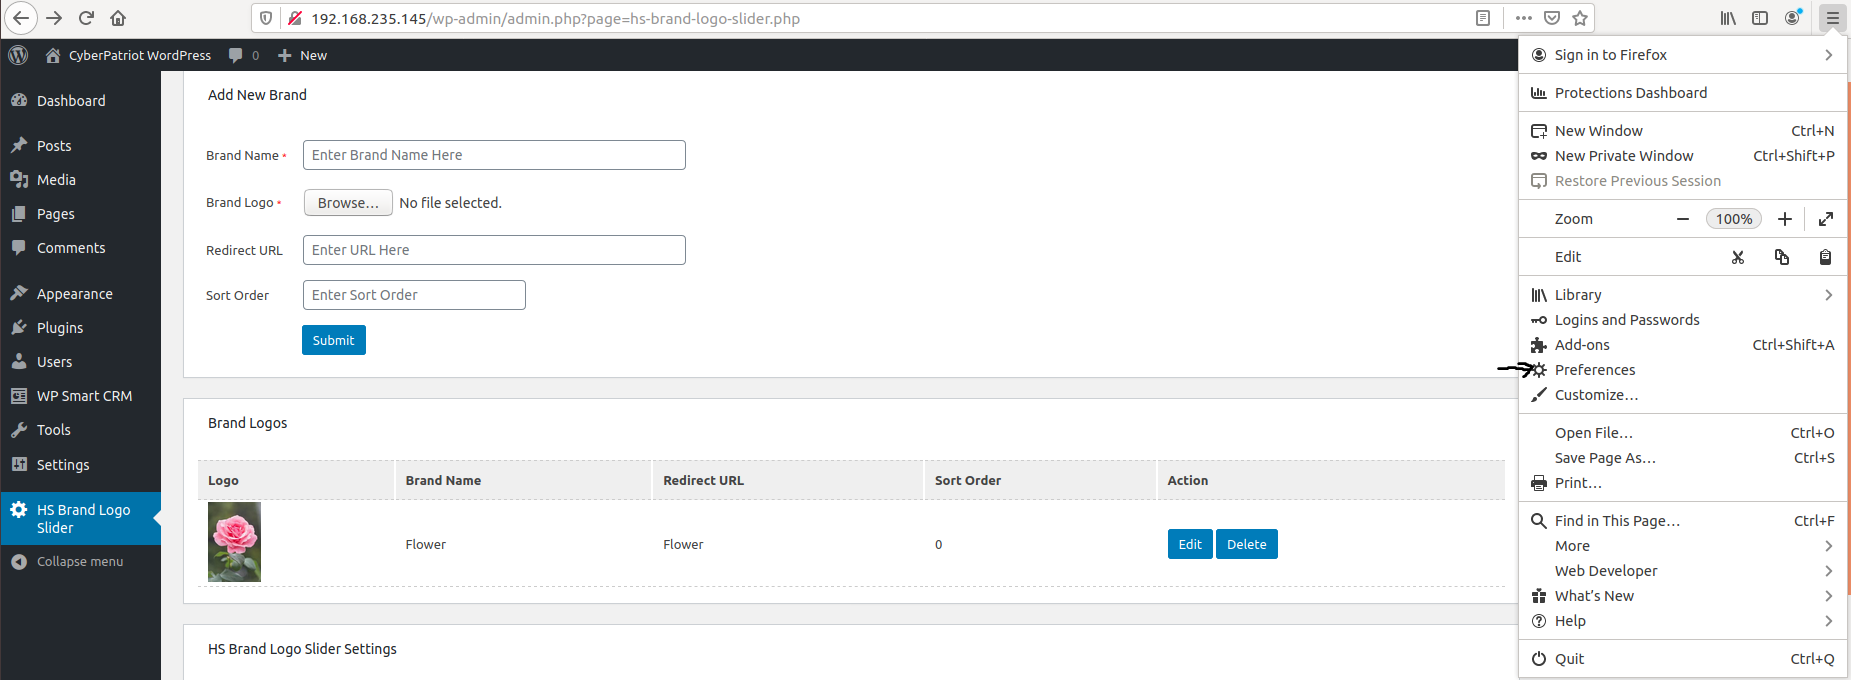 192.168.235.145/wp-admin/admin.php?page=hs-brand-logo-slider.php
CyberPatriot WordPress 0 New
Dashboard
Posts
Media
Pages
Comments
Appearance
Plugins
Users
WP Smart CRM
Tools
Settings
HS Brand Logo
Slider
Collapse menu
Add New Brand
Brand Name * Enter Brand Name Here
Brand Logo * Browse... No file selected.
Redirect URL Enter URL Here
Sort Order Enter Sort Order
Submit
Brand Logos
Logo Brand Name Redirect URL Sort Order Action
Flower Flower 0 Edit Delete
HS Brand Logo Slider Settings
Sign in to Firefox
Protections Dashboard
New Window Ctrl+N
New Private Window Ctrl+Shift+P
Restore Previous Session
Zoom 100%
Edit
Library
Logins and Passwords
Add-ons Ctrl+Shift+A
Preferences
Customize...
Open File... Ctrl+O
Save Page As... Ctrl+S
Print...
Find in This Page... Ctrl+F
More
Web Developer
What's New
Help
Quit Ctrl+Q